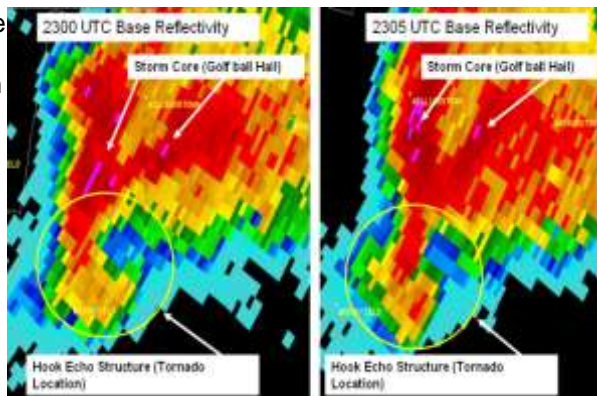 e
2300 UTC Base Reflectivity
Storm Core (Golf ball Hail)
Hook Echo Structure (Tornado
Location)
2305 UTC Base Reflectivity
Storm Core (Golf ball Hail)
Hook Echo Structure (Tornado
Location)